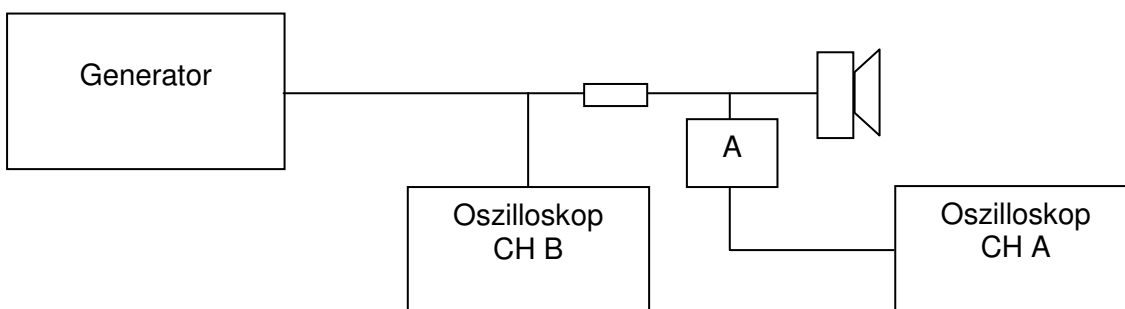 Generator
A
Oszilloskop
CH B
Oszilloskop
CH A